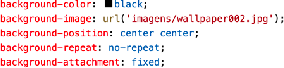 background-color: black;
background-image: url('imagens/wallpaper002.jpg');
background-position: center center;
background-repeat: no-repeat;
background-attachment: fixed;